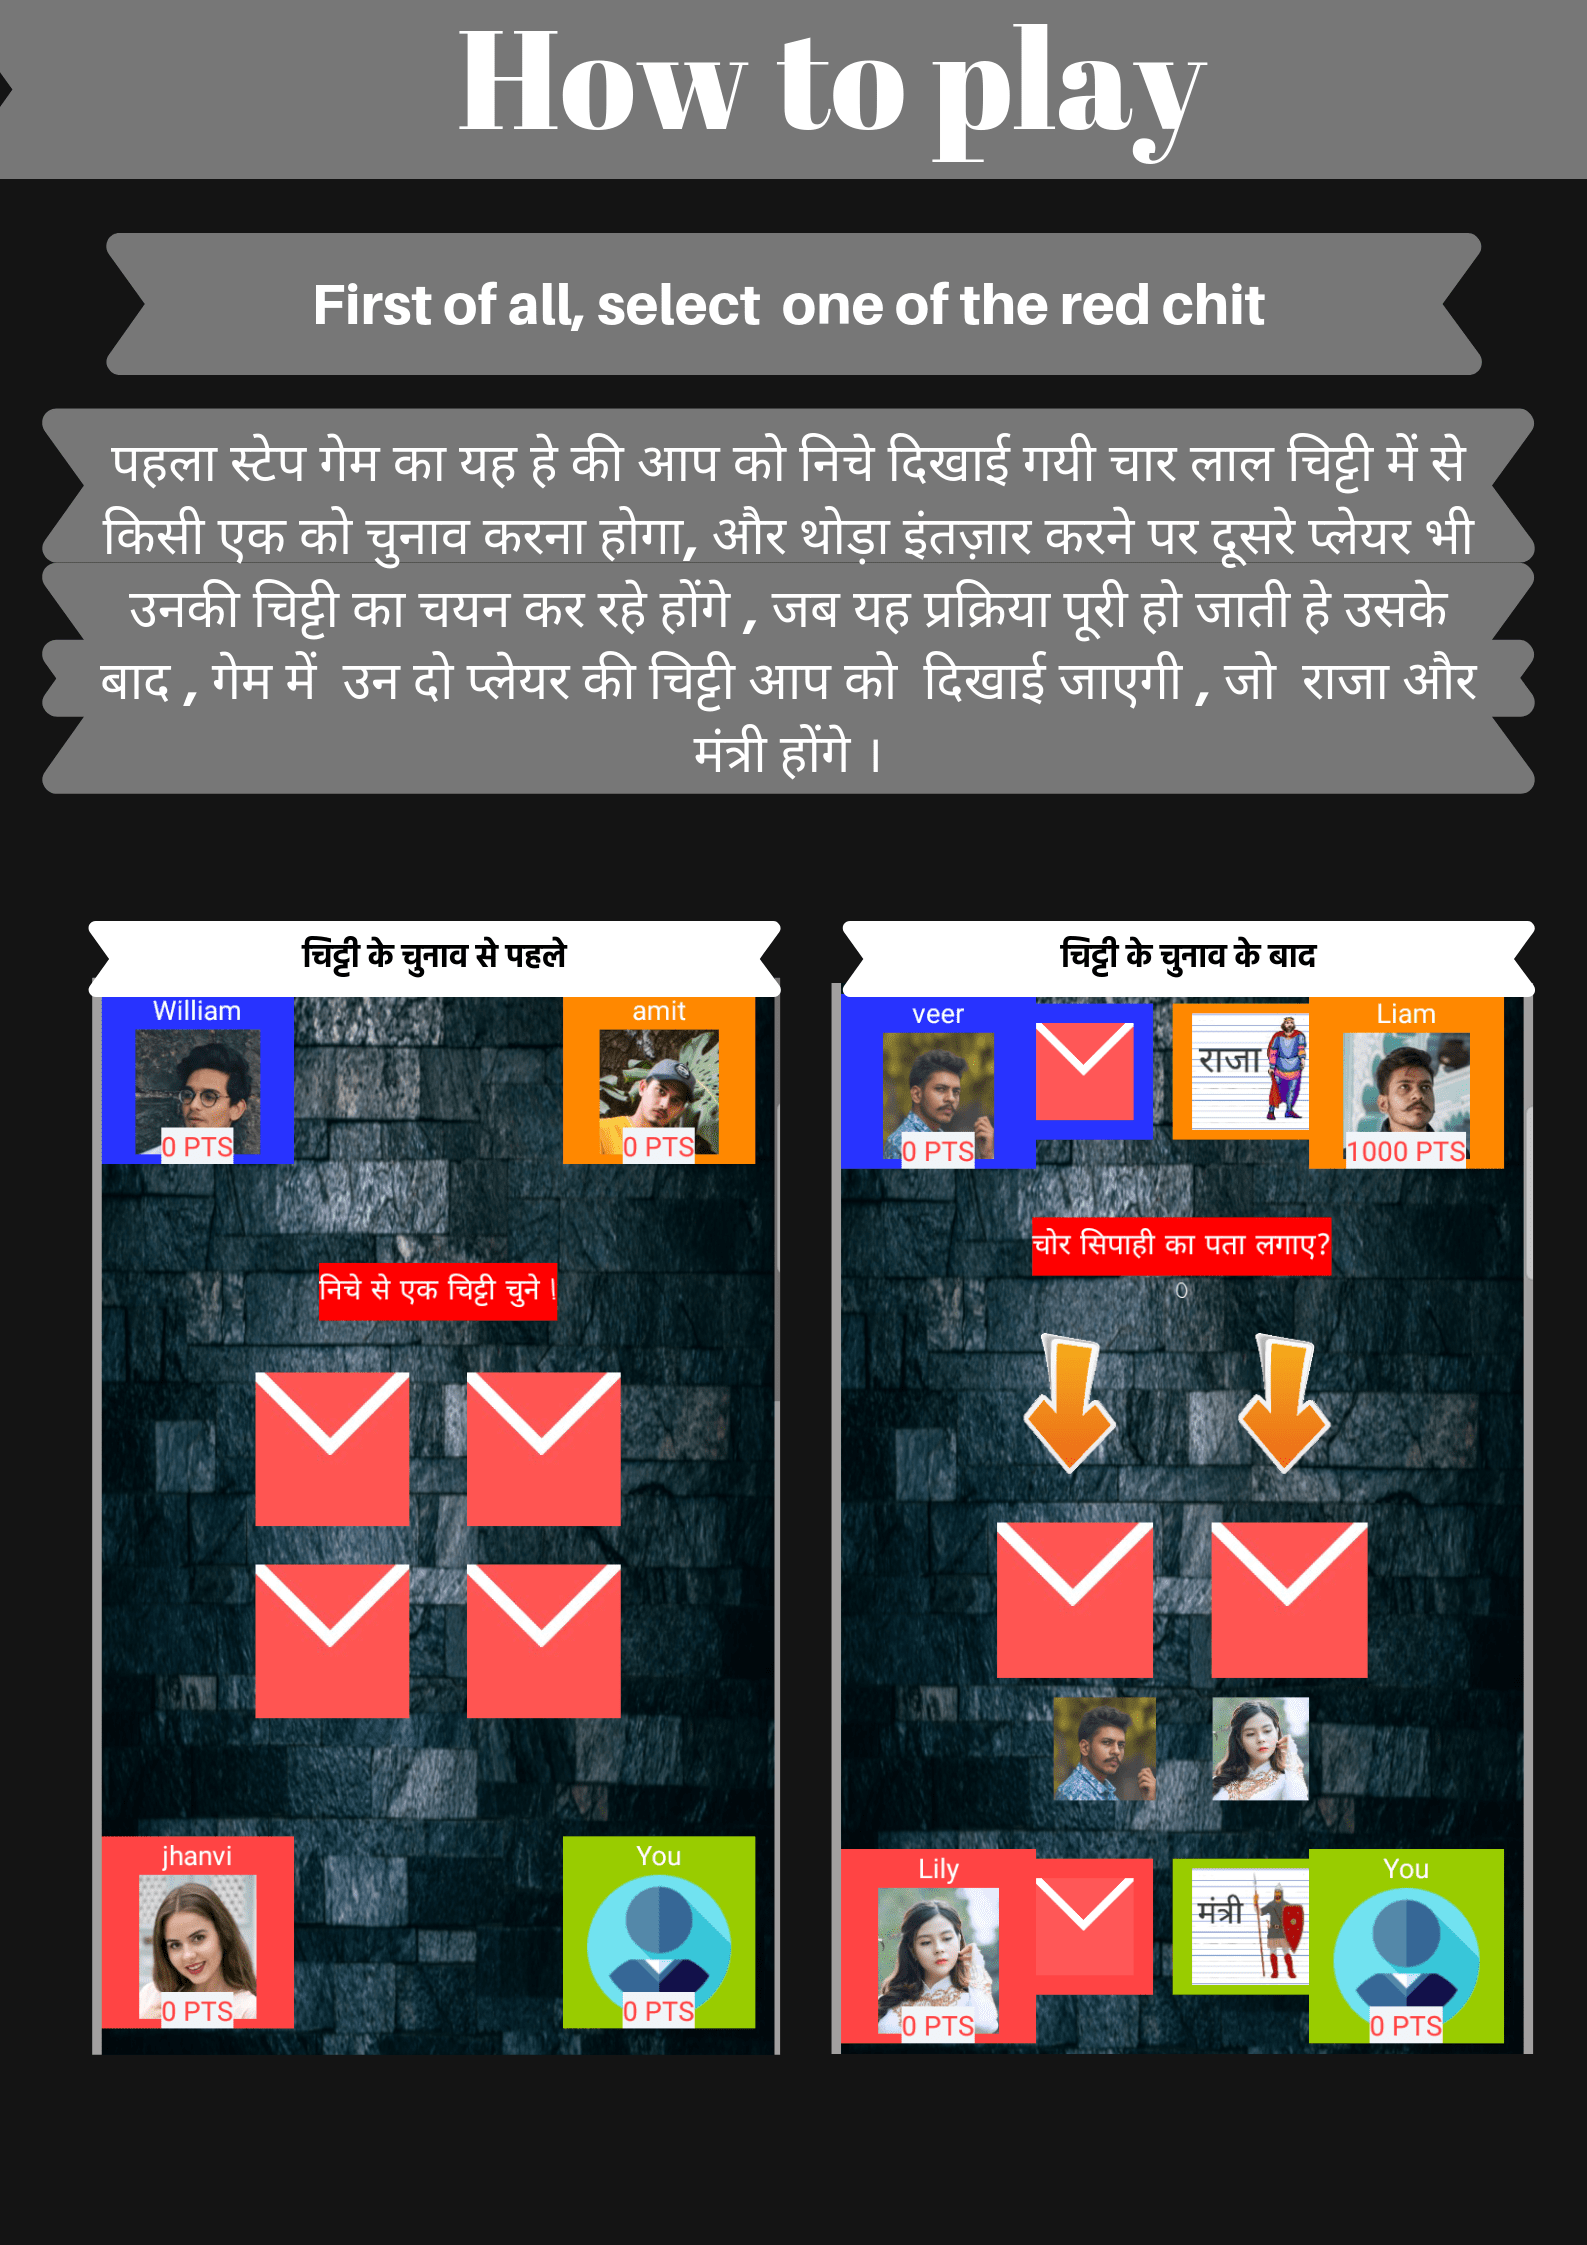 How to play
First of all, select one of the red chit
पहला स्टेप गेम का यह हे की आप को निचे दिखाई गयी चार लाल चिट्टी में से
किसी एक को चुनाव करना होगा, और थोड़ा इंतज़ार करने पर दूसरे प्लेयर भी
उनकी चिट्टी का चयन कर रहे होंगे , जब यह प्रक्रिया पूरी हो जाती हे उसके
बाद , गेम में उन दो प्लेयर की चिट्टी आप को दिखाई जाएगी , जो राजा और
मंत्री होंगे ।
चिट्टी के चुनाव से पहले
William
amit
0 PTS
0 PTS
निचे से एक चिट्टी चुने !
jhanvi
You
0 PTS
0 PTS
चिट्टी के चुनाव के बाद
veer
राजा
Liam
0 PTS
1000 PTS
चोर सिपाही का पता लगाए?
0
Lily
मंत्री
You
0 PTS
0 PTS